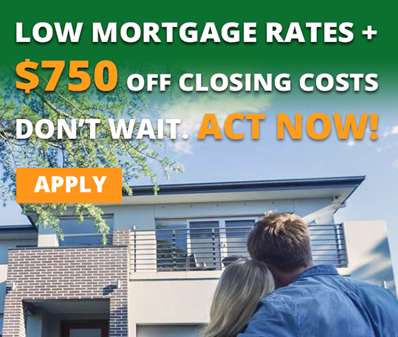 LOW MORTGAGE RATES +
$750 OFF CLOSING COSTS
DON'T WAIT. ACT NOW!
APPLY